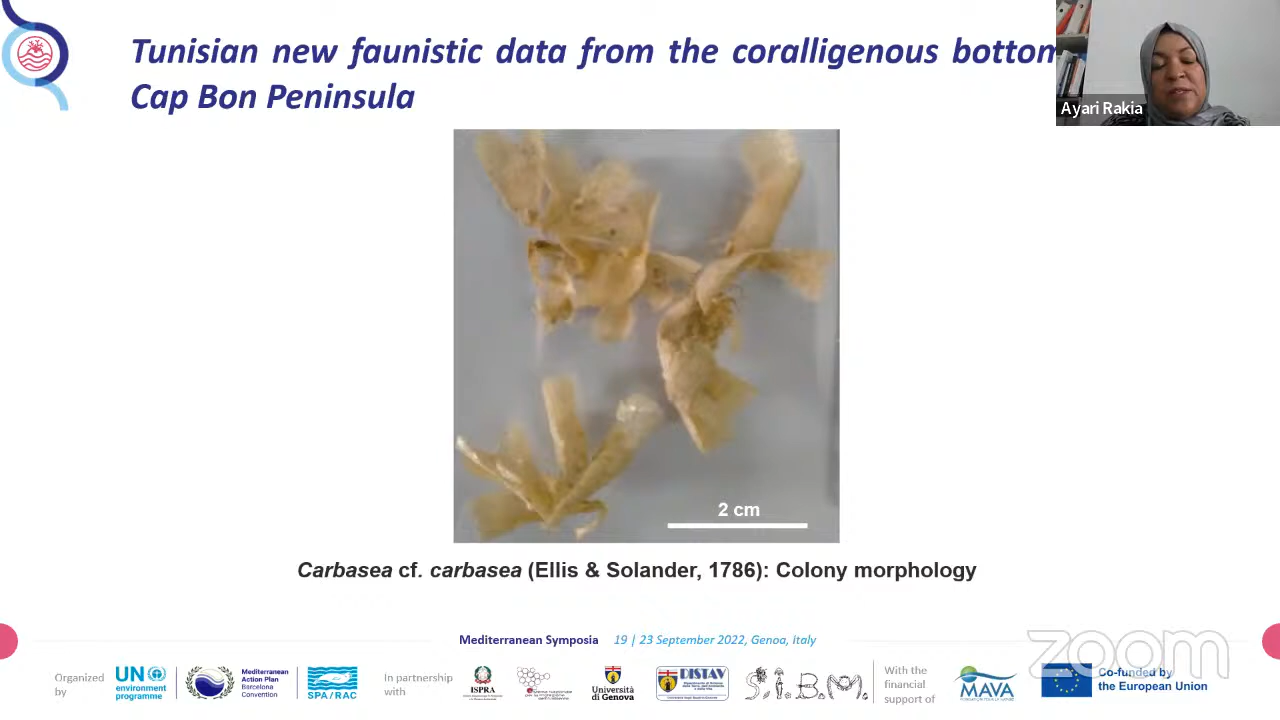 Tunisian new faunistic data from the coralligenous bottom
Cap Bon Peninsula
Ayari Rakia
2 cm
Carbasea cf. carbasea (Ellis & Solander, 1786): Colony morphology
Mediterranean Symposia 19 | 23 September 2022, Genoa, Italy
Organized
by
UN
environment
programme
Mediterranean
Action Plan
Barcelona
Convention
SPA/RAC
In partnership
with
ISPRA
Università
di Genova
DISTAV
S.I.B.M.
With the
financial
support of
MAVA
Co-funded by
the European Union
zoom